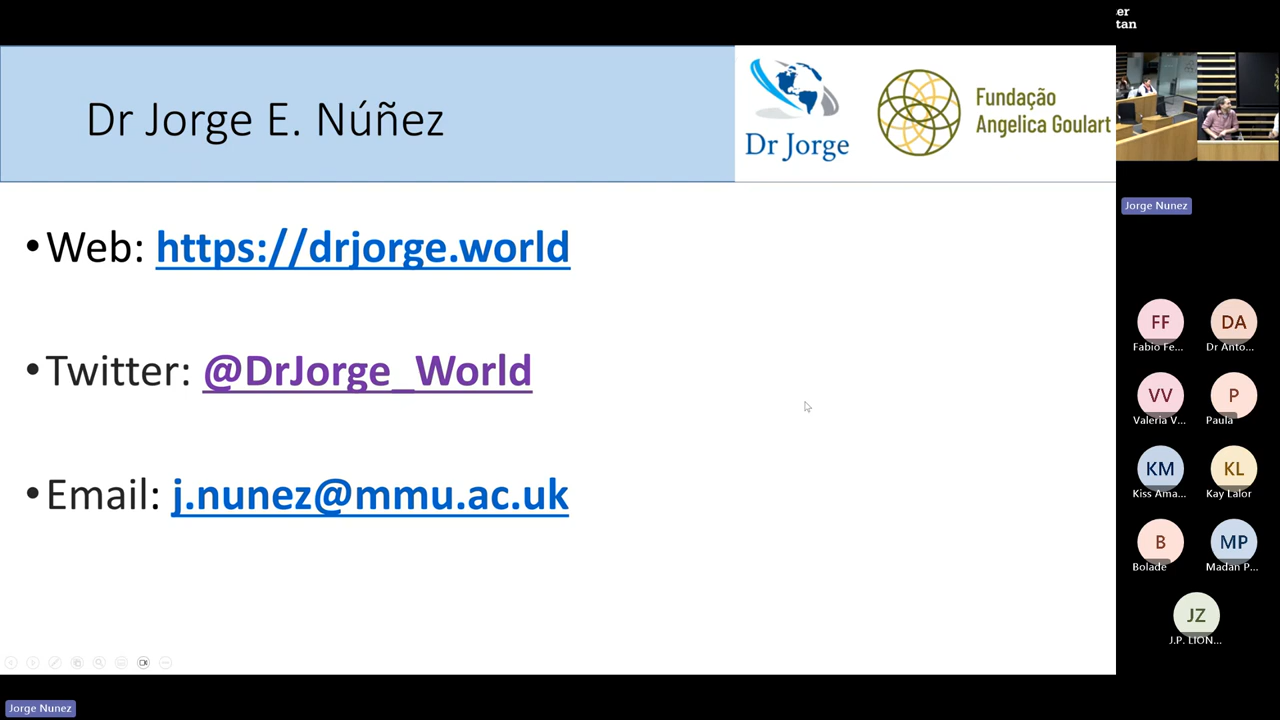 er
tan
Dr Jorge E. Núñez
Dr Jorge
Fundação
Angelica Goulart
• Web: https://drjorge.world
• Twitter: @DrJorge_World
• Email: j.nunez@mmu.ac.uk
Jorge Nunez
FF
Fabio Fe...
DA
Dr Anto...
VV
Valeria V...
P
Paula
KM
Kiss Ama...
KL
Kay Lalor
B
Bolade
MP
Madan P...
JZ
J.P. LION...
Jorge Nunez